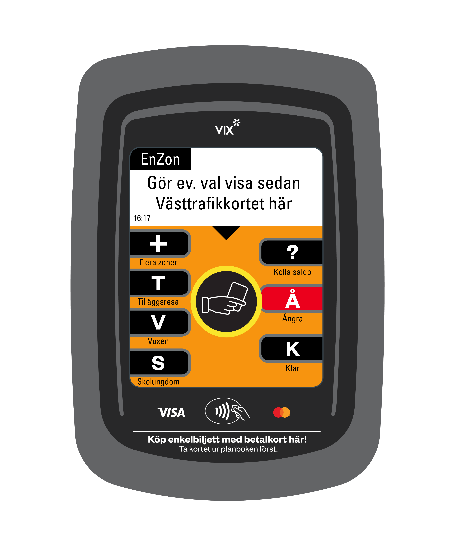 vix
EnZon
Gör ev. val visa sedan
Västtrafikkortet här
16:17
+
Flera zoner
?
Kolla saldo
T
Tilläggsresa
Å
Ångra
V
Vuxen
K
Klar
S
Skolungdom
VISA
Köp enkelbiljett med betalkort här!
Ta kortet ur plånboken först.